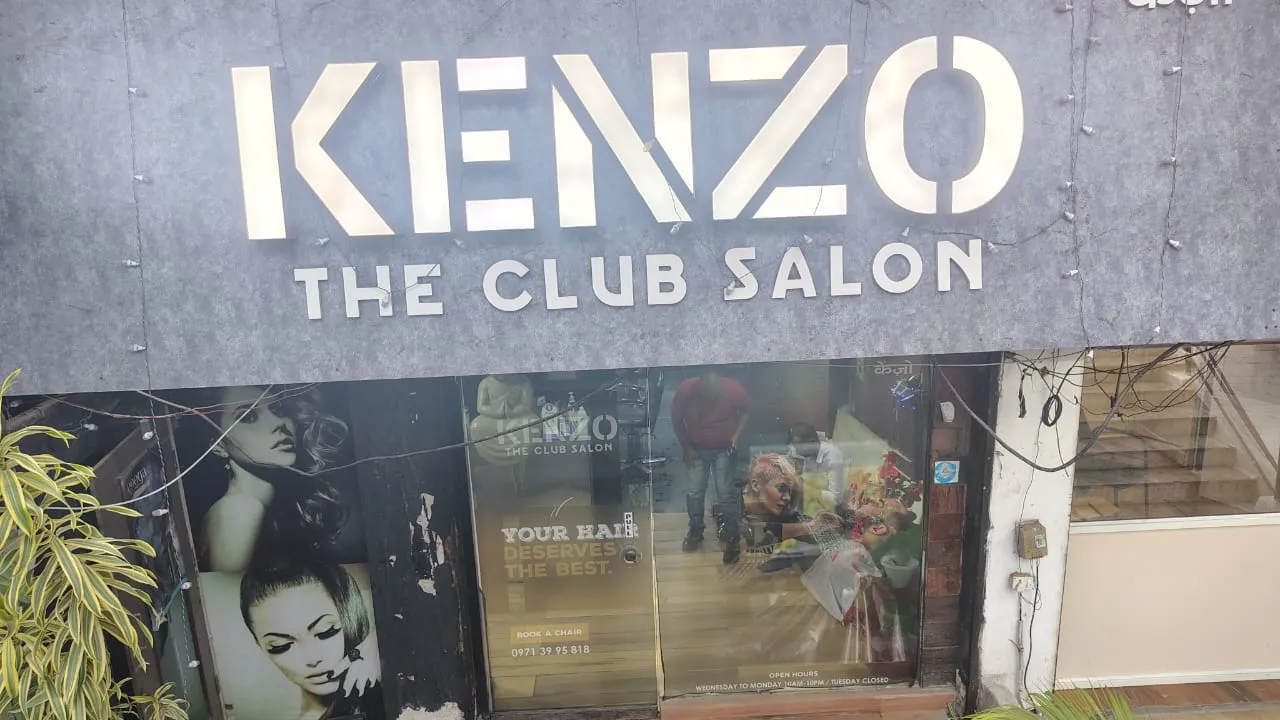 KENZO
THE CLUB SALON
केंज़ो
KENZO
THE CLUB SALON
YOUR HAIR
DESERVES
THE BEST.
PULL
BOOK A CHAIR
0971 39 95 818
OPEN HOURS
WEDNESDAY TO MONDAY 10AM-10PM / TUESDAY CLOSED